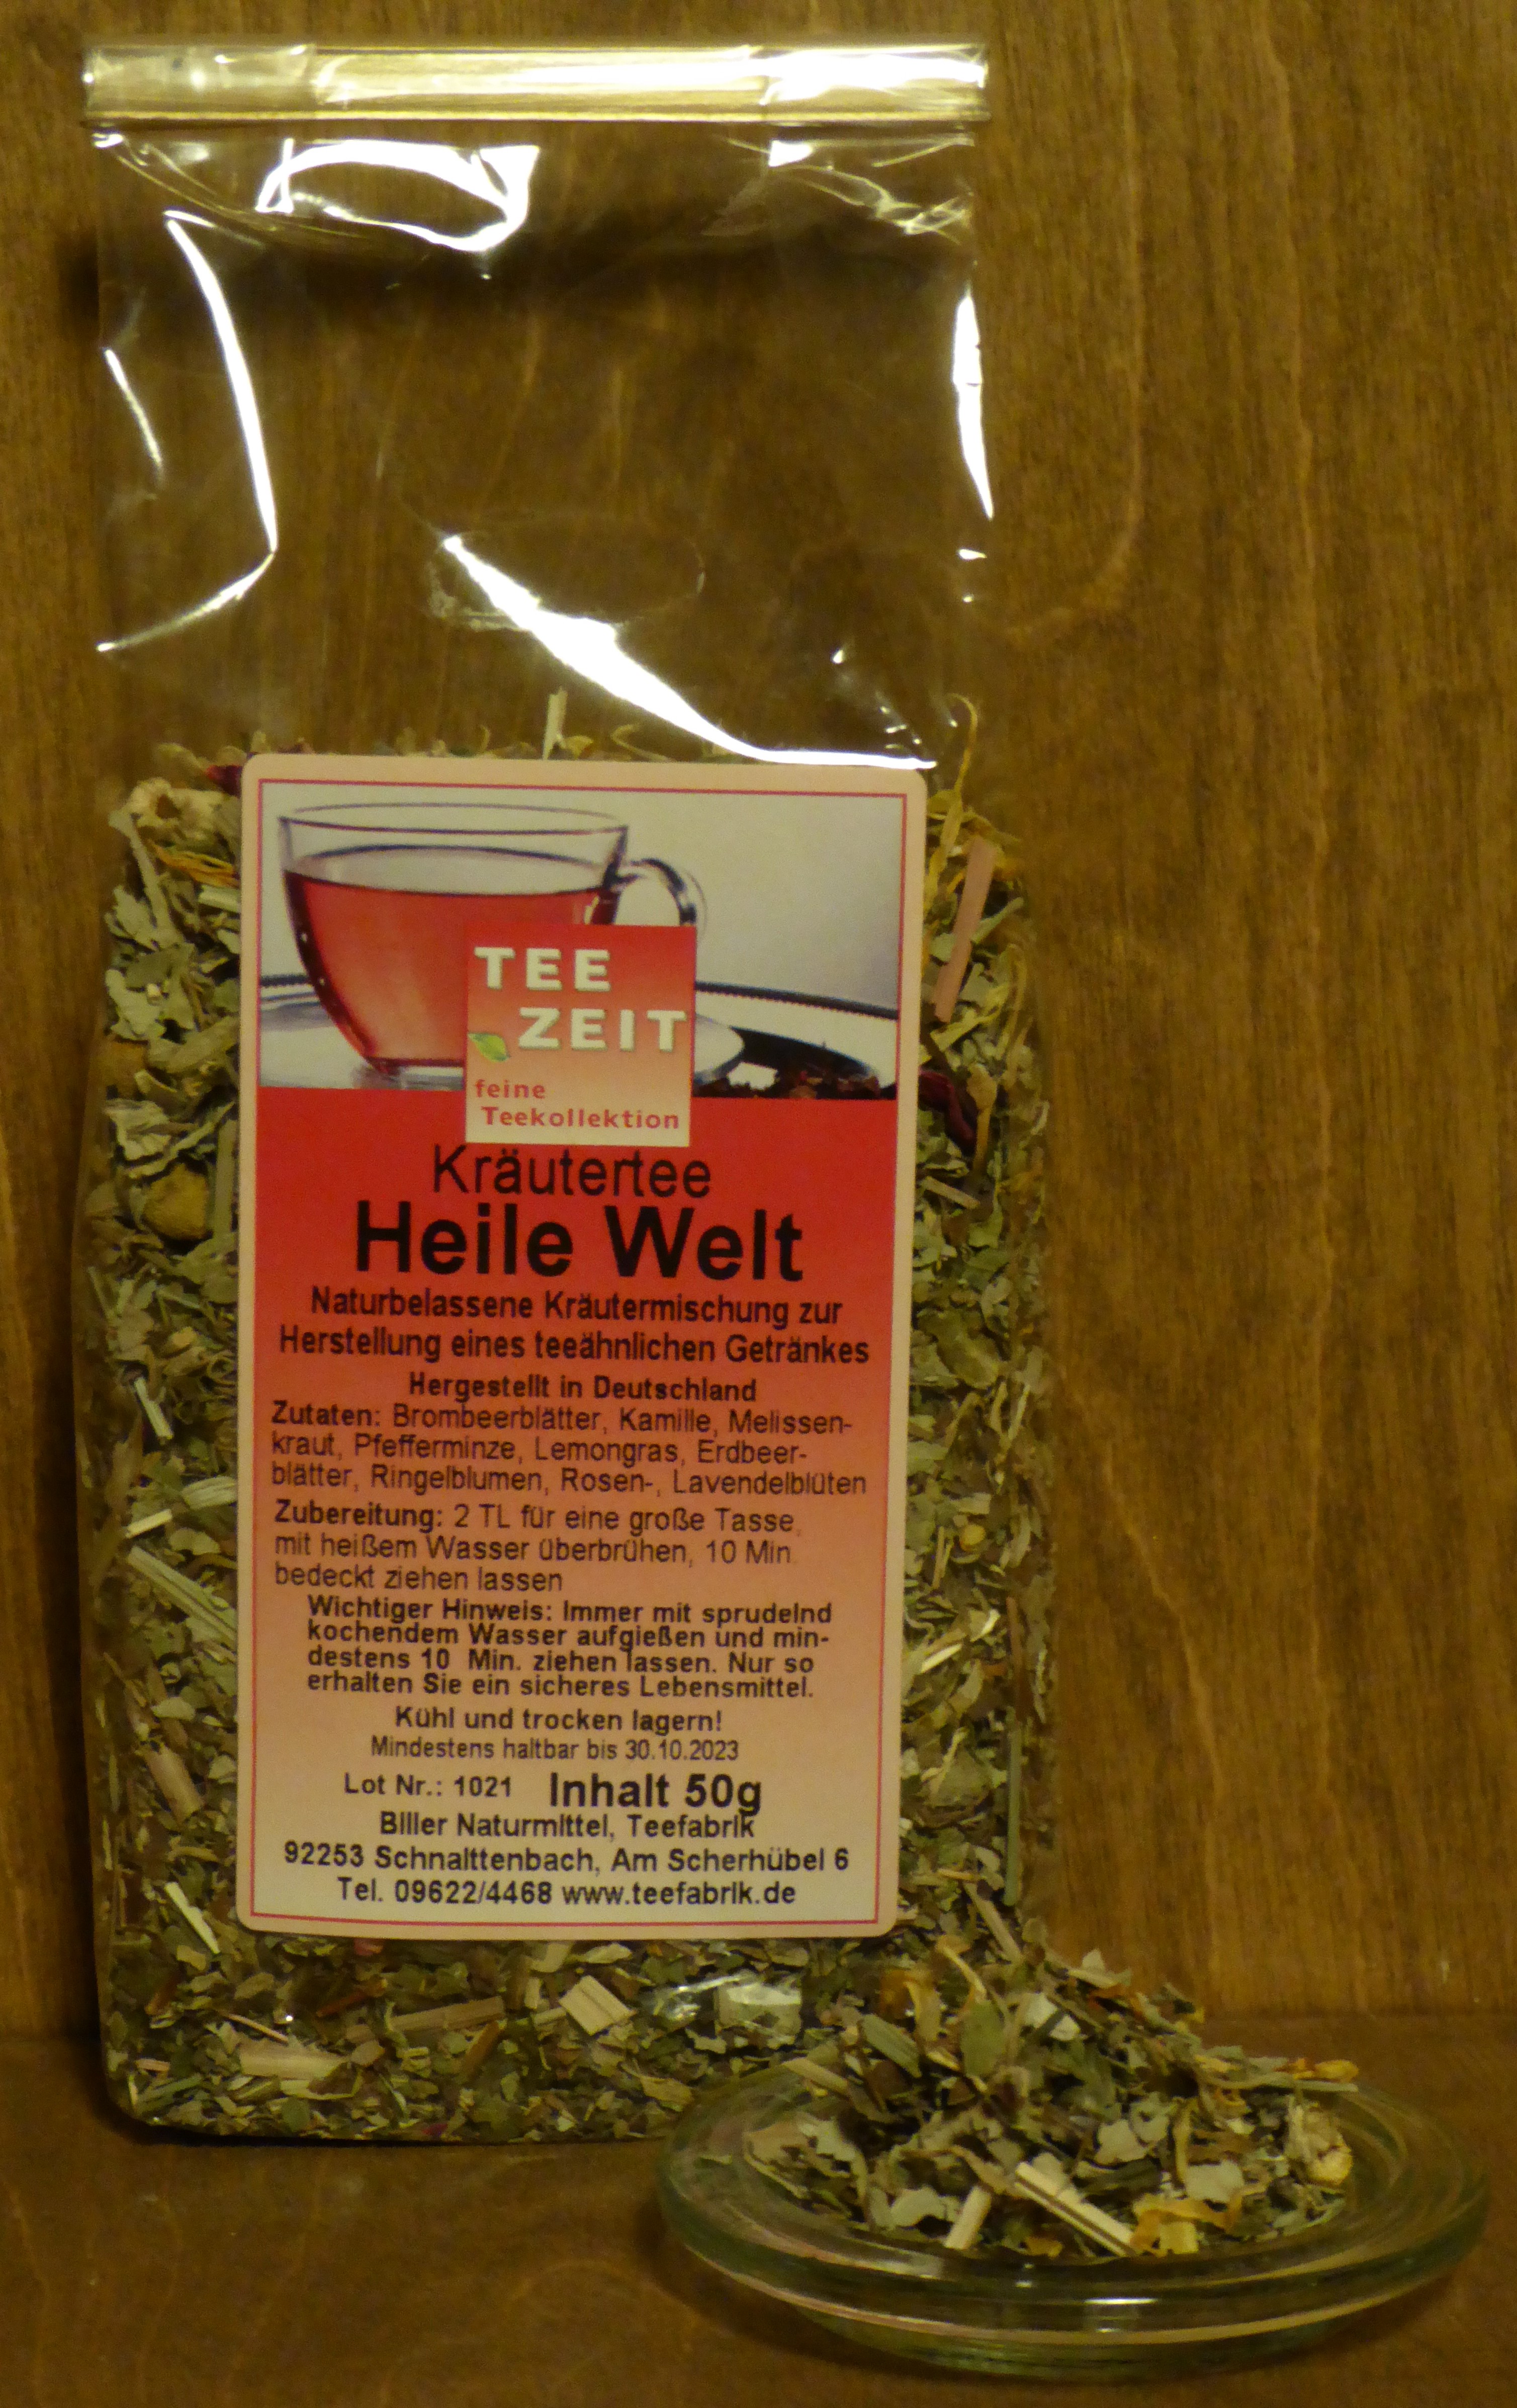 TEE
ZEIT
feine
Teekollektion
Kräutertee
Heile Welt
Naturbelassene Kräutermischung zur
Herstellung eines teeähnlichen Getränkes
Hergestellt in Deutschland
Zutaten: Brombeerblätter, Kamille, Melissen-
kraut, Pfefferminze, Lemongras, Erdbeer-
blätter, Ringelblumen, Rosen-, Lavendelblüten
Zubereitung: 2 TL für eine große Tasse,
mit heißem Wasser überbrühen, 10 Min.
bedeckt ziehen lassen
Wichtiger Hinweis: Immer mit sprudelnd
kochendem Wasser aufgießen und min-
destens 10 Min. ziehen lassen. Nur so
erhalten Sie ein sicheres Lebensmittel.
Kühl und trocken lagern!
Mindestens haltbar bis 30.10.2023
Lot Nr.: 1021 Inhalt 50g
Biller Naturmittel, Teefabrik
92253 Schnaittenbach, Am Scherhübel 6
Tel. 09622/4468 www.teefabrik.de